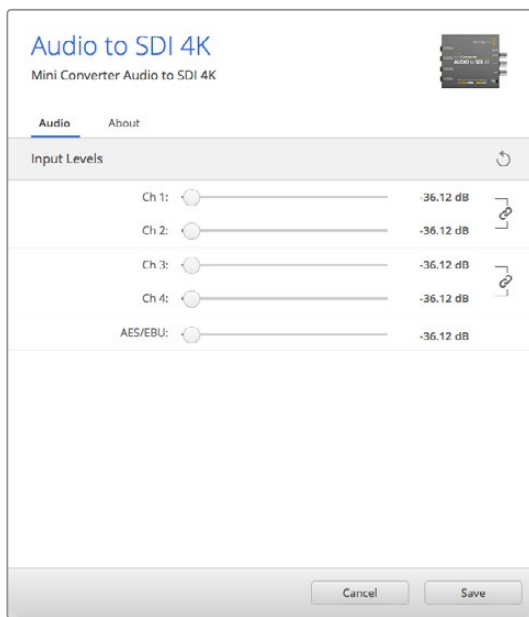 Audio to SDI 4K
Mini Converter Audio to SDI 4K
Audio About
Input Levels
Ch 1: -36.12 dB
Ch 2: -36.12 dB
Ch 3: -36.12 dB
Ch 4: -36.12 dB
AES/EBU: -36.12 dB
Cancel Save